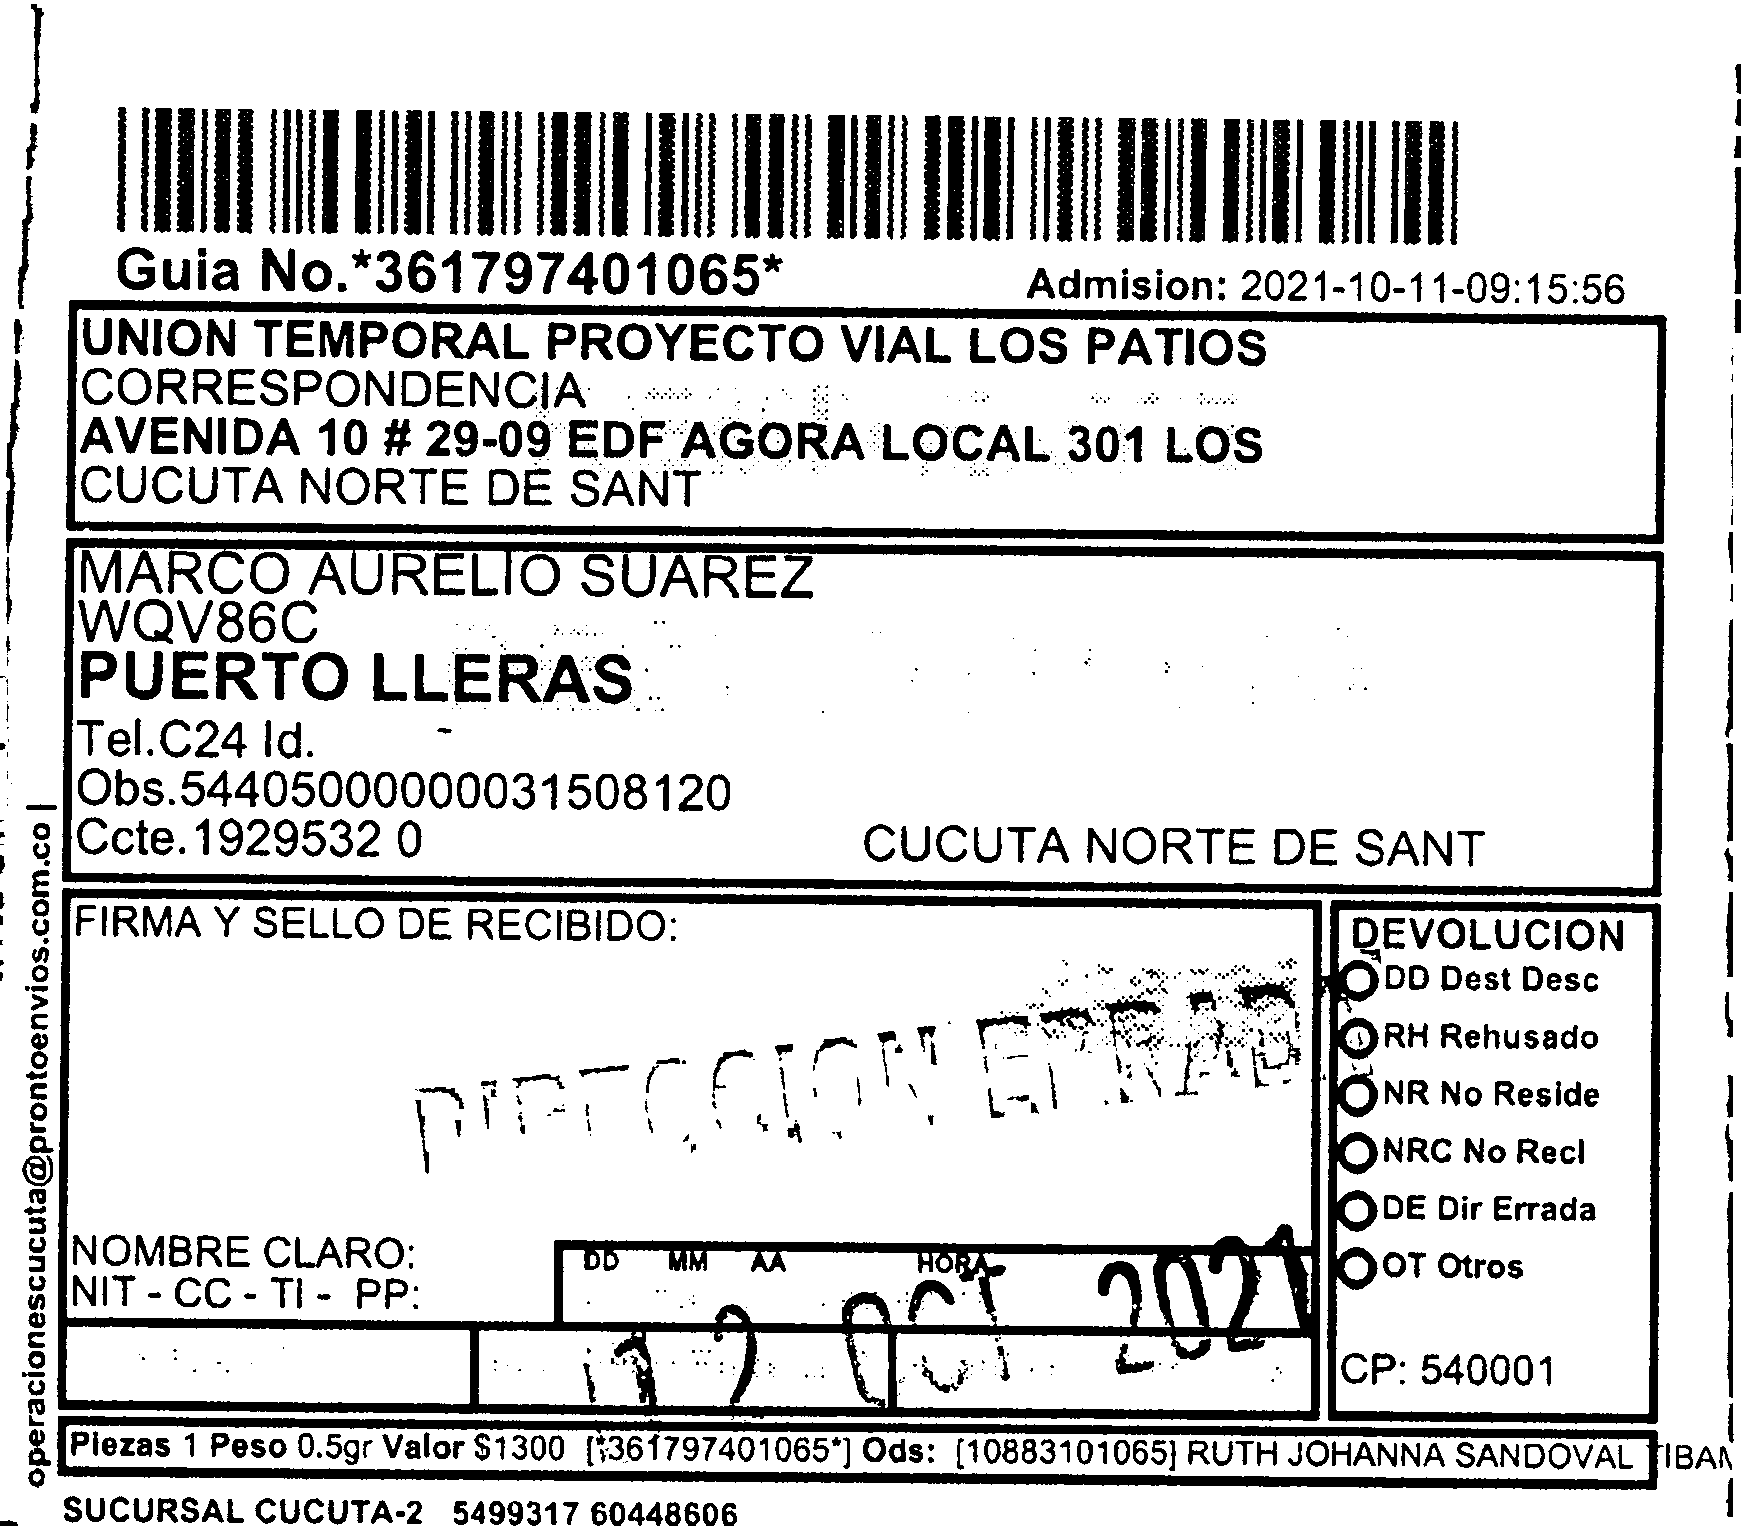 Guia No.*361797401065*
Admision: 2021-10-11-09:15:56
UNION TEMPORAL PROYECTO VIAL LOS PATIOS
CORRESPONDENCIA
AVENIDA 10 # 29-09 EDF AGORA LOCAL 301 LOS
CUCUTA NORTE DE SANT
MARCO AURELIO SUAREZ
WQV86C
PUERTO LLERAS
Tel.C24 Id.
Obs.544050000000031508120
Ccte.1929532 0
CUCUTA NORTE DE SANT
FIRMA Y SELLO DE RECIBIDO:
DIRECCION ERRAD
NOMBRE CLARO:
NIT - CC - TI - PP:
DD MM AA HORA
12 OCT 2021
DEVOLUCION
DD Dest Desc
RH Rehusado
NR No Reside
NRC No Recl
DE Dir Errada
OT Otros
CP: 540001
Piezas 1 Peso 0.5gr Valor $1300 [*361797401065*] Ods: [10883101065] RUTH JOHANNA SANDOVAL TIBAM
SUCURSAL CUCUTA-2 5499317 60448606
operacionescucuta@prontoenvios.com.co |